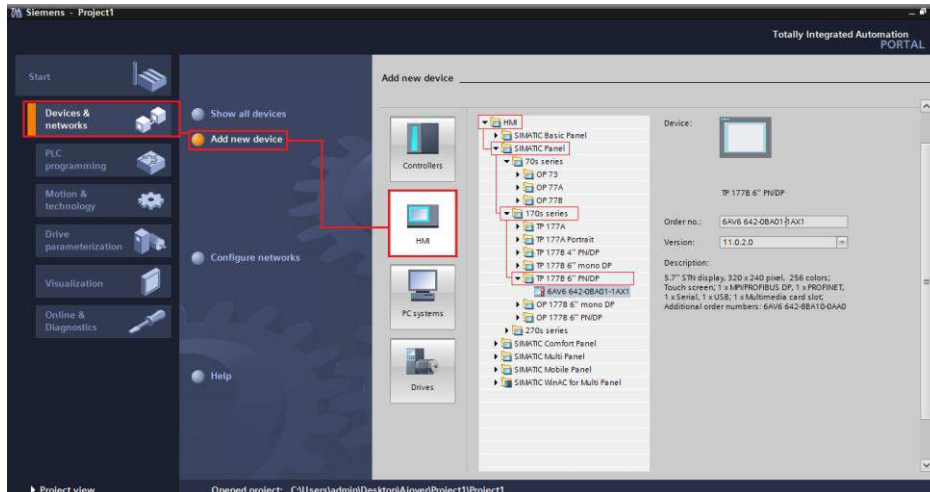 Siemens - Project1
Totally Integrated Automation
PORTAL
Start
Devices &
networks
PLC
programming
Motion &
technology
Drive
parameterization
Visualization
Online &
Diagnostics
Project view
Show all devices
Add new device
Configure networks
Help
Add new device
Controllers
HMI
PC systems
Drives
HMI
SIMATIC Basic Panel
SIMATIC Panel
70s series
OP 73
OP 77A
OP 77B
170s series
TP 177A
TP 177A Portrait
TP 177B 4" PN/DP
TP 177B 6" mono DP
TP 177B 6" PN/DP
6AV6 642-0BA01-1AX1
OP 177B 6" mono DP
OP 177B 6" PN/DP
270s series
SIMATIC Comfort Panel
SIMATIC Multi Panel
SIMATIC Mobile Panel
SIMATIC WinAC for Multi Panel
Device:
TP 177B 6" PN/DP
Order no.: 6AV6 642-0BA01-1AX1
Version: 11.0.2.0
Description:
5.7" STN display, 320 x 240 pixel, 256 colors;
Touch screen; 1 x MPI/PROFIBUS DP, 1 x PROFINET,
1 x Serial, 1 x USB; 1 x Multimedia card slot;
Additional order numbers: 6AV6 642-8BA10-0AA0
Opened project: C:\Users\admin\Desktop\Ajover\Project1\Project1